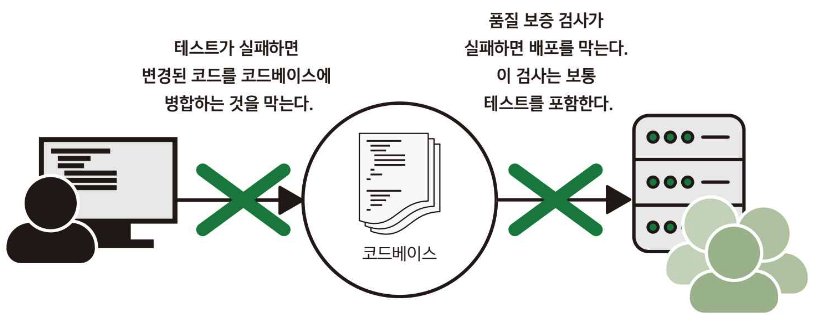 테스트가 실패하면
변경된 코드를 코드베이스에
병합하는 것을 막는다.
품질 보증 검사가
실패하면 배포를 막는다.
이 검사는 보통
테스트를 포함한다.
코드베이스